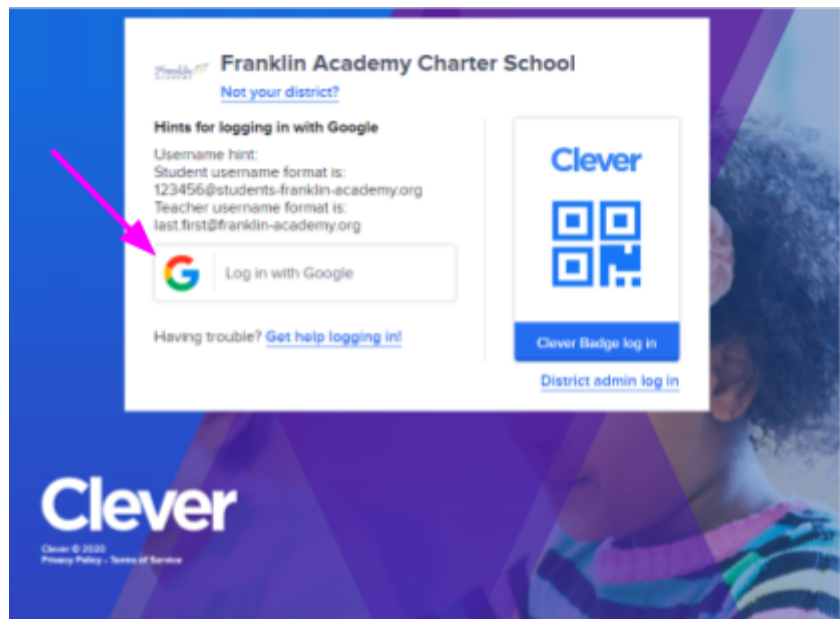 Franklin
ACADEMY
Franklin Academy Charter School
Not your district?
Hints for logging in with Google
Username hint:
Student username format is:
123456@students-franklin-academy.org
Teacher username format is:
last.first@franklin-academy.org
Log in with Google
Having trouble? Get help logging in!
Clever
Clever Badge log in
District admin log in
Clever
Clever © 2020
Privacy Policy - Terms of Service